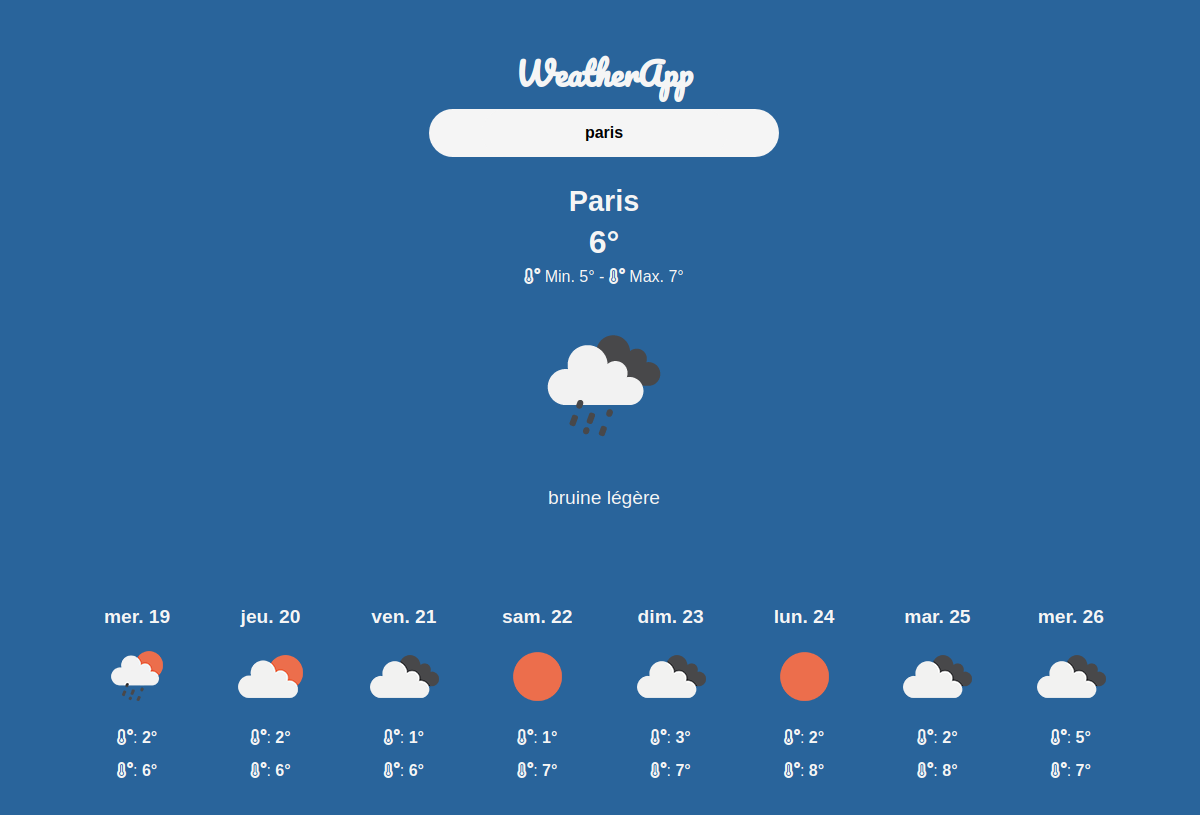 WeatherApp
paris
Paris
6°
Min. 5° - Max. 7°
bruine légère
mer. 19 jeu. 20 ven. 21 sam. 22 dim. 23 lun. 24 mar. 25 mer. 26
: 2° : 2° : 1° : 1° : 3° : 2° : 2° : 5°
: 6° : 6° : 6° : 7° : 7° : 8° : 8° : 7°